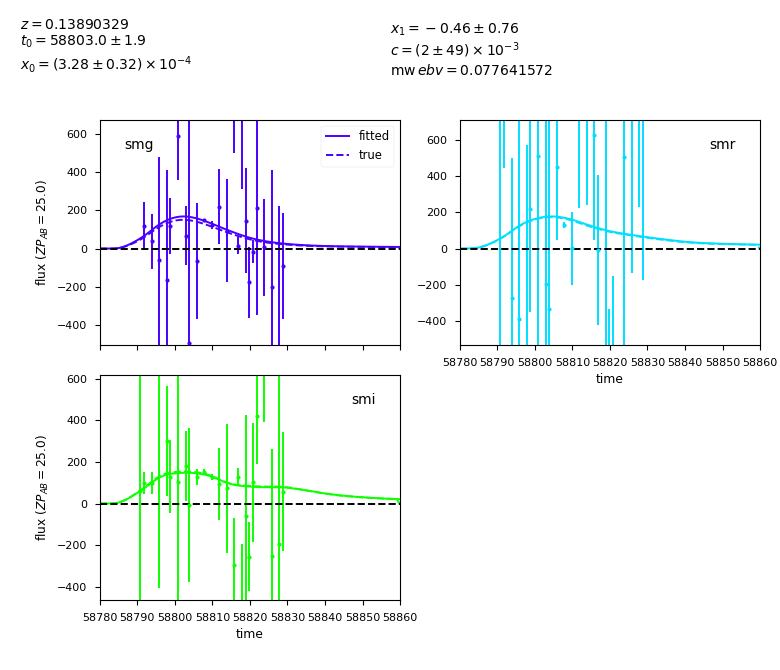 z = 0.13890329
t₀ = 58803.0 ± 1.9
x₀ = (3.28 ± 0.32) × 10⁻⁴
x₁ = −0.46 ± 0.76
c = (2 ± 49) × 10⁻³
mw ebv = 0.077641572
smg
fitted
true
600
400
200
0
−200
−400
flux (ZP_AB = 25.0)
smr
600
400
200
0
−200
−400
58780 58790 58800 58810 58820 58830 58840 58850 58860
time
smi
600
400
200
0
−200
−400
flux (ZP_AB = 25.0)
58780 58790 58800 58810 58820 58830 58840 58850 58860
time